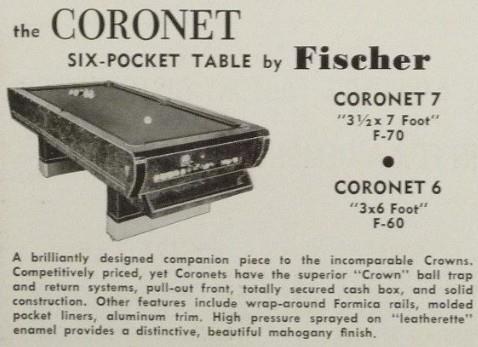 the CORONET
SIX-POCKET TABLE by Fischer
CORONET 7
"3½x 7 Foot"
F-70
●
CORONET 6
"3x6 Foot"
F-60
A brilliantly designed companion piece to the incomparable Crowns.
Competitively priced, yet Coronets have the superior "Crown" ball trap
and return systems, pull-out front, totally secured cash box, and solid
construction. Other features include wrap-around Formica rails, molded
pocket liners, aluminum trim. High pressure sprayed on "leatherette"
enamel provides a distinctive, beautiful mahogany finish.